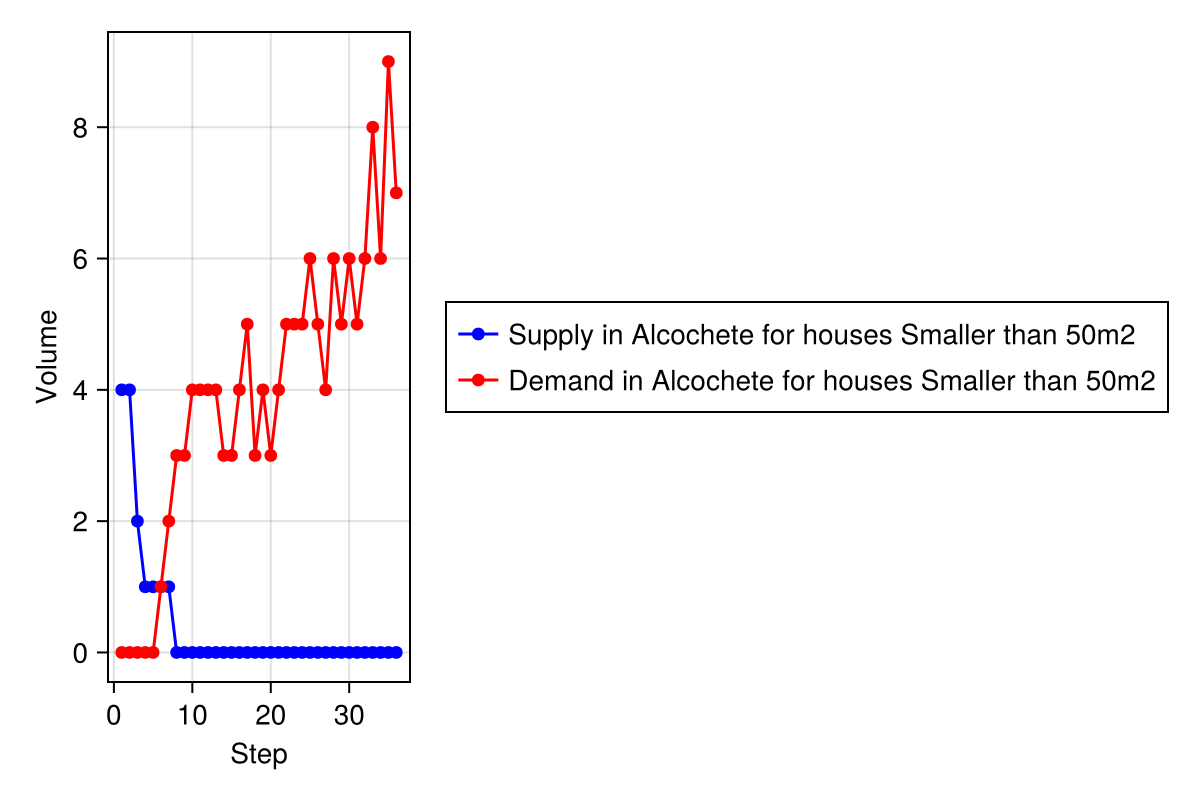 8
6
4
2
0
Volume
0 10 20 30
Step
Supply in Alcochete for houses Smaller than 50m2
Demand in Alcochete for houses Smaller than 50m2